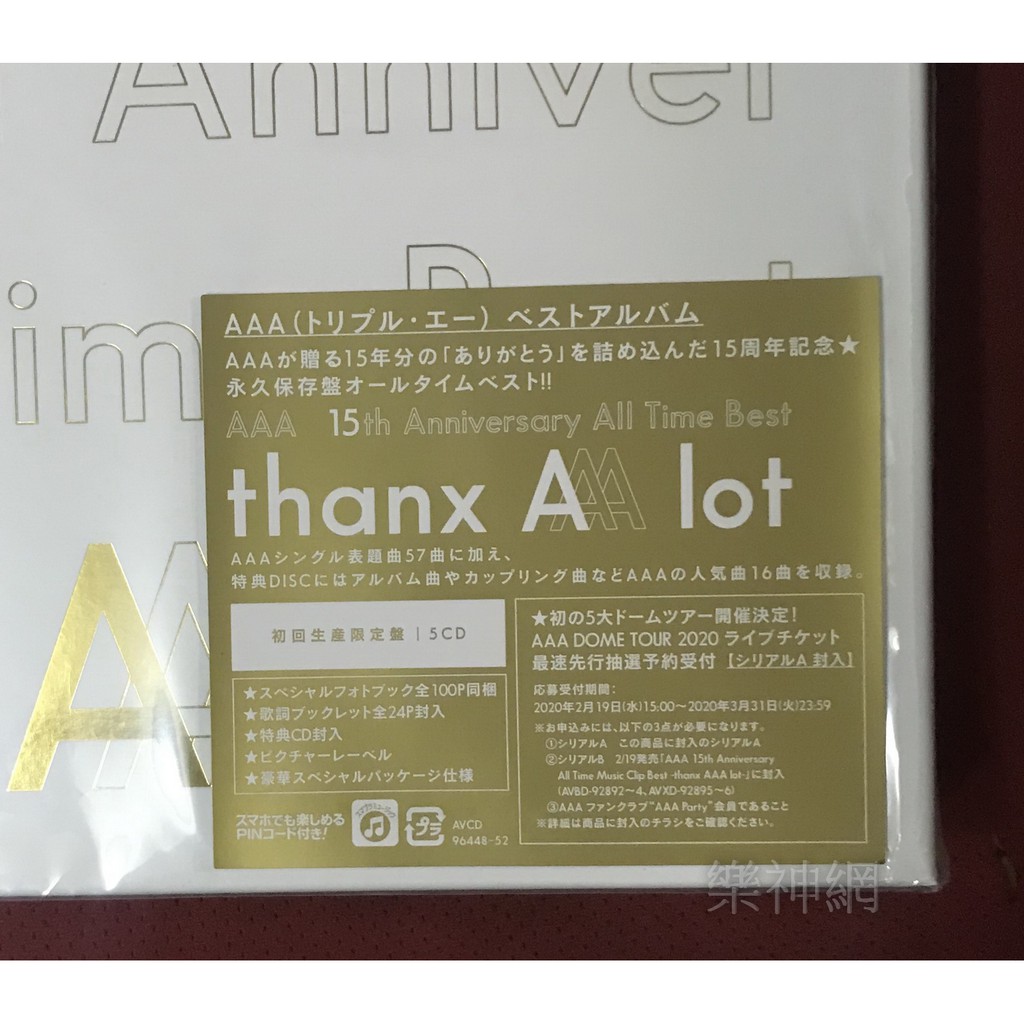 Anniver
AAA（トリプル・エー） ベストアルバム
AAAが贈る15年分の「ありがとう」を詰め込んだ15周年記念★
永久保存盤オールタイムベスト!!
AAA 15th Anniversary All Time Best
thanx AAA lot
AAAシングル表題曲57曲に加え、
特典DISCにはアルバム曲やカップリング曲などAAAの人気曲16曲を収録。
初回生産限定盤 | 5CD
★スペシャルフォトブック全100P同梱
★歌詞ブックレット全24P封入
★特典CD封入
★ピクチャーレーベル
★豪華スペシャルパッケージ仕様
スマホでも楽しめる
PINコード付き!
プラ
AVCD
96448-52
★初の5大ドームツアー開催決定!
AAA DOME TOUR 2020 ライブチケット
最速先行抽選予約受付 【シリアルA 封入】
応募受付期間:
2020年2月19日(水)15:00〜2020年3月31日(火)23:59
※お申込みには、以下の3点が必要になります。
①シリアルA この商品に封入のシリアルA
②シリアルB 2/19発売「AAA 15th Anniversary
All Time Music Clip Best -thanx AAA lot-」に封入
(AVBD-92892〜4、AVXD-92895〜6)
③AAA ファンクラブ"AAA Party"会員であること
※詳細は商品に封入のチラシをご確認ください。
樂神網